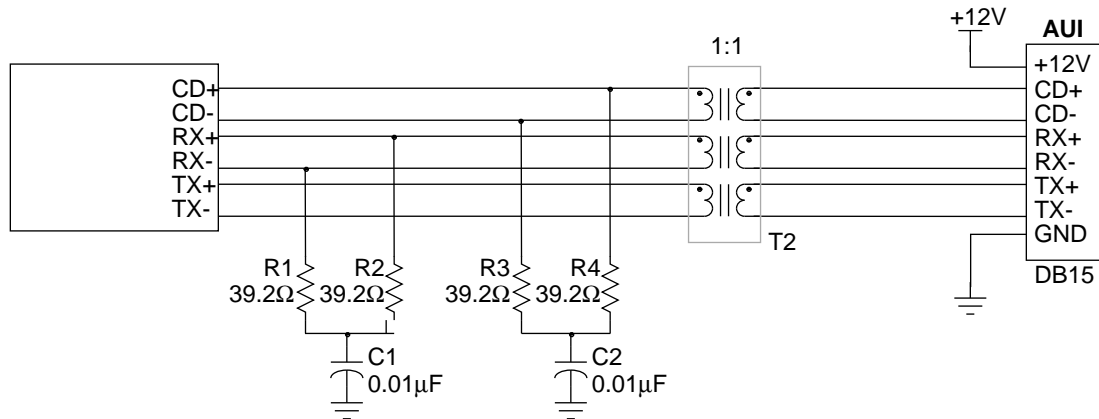 +12V
AUI
1:1
+12V
CD+
CD-
RX+
RX-
TX+
TX-
CD+
CD-
RX+
RX-
TX+
TX-
GND
T2
DB15
R1
39.2Ω
R2
39.2Ω
R3
39.2Ω
R4
39.2Ω
C1
0.01μF
C2
0.01μF